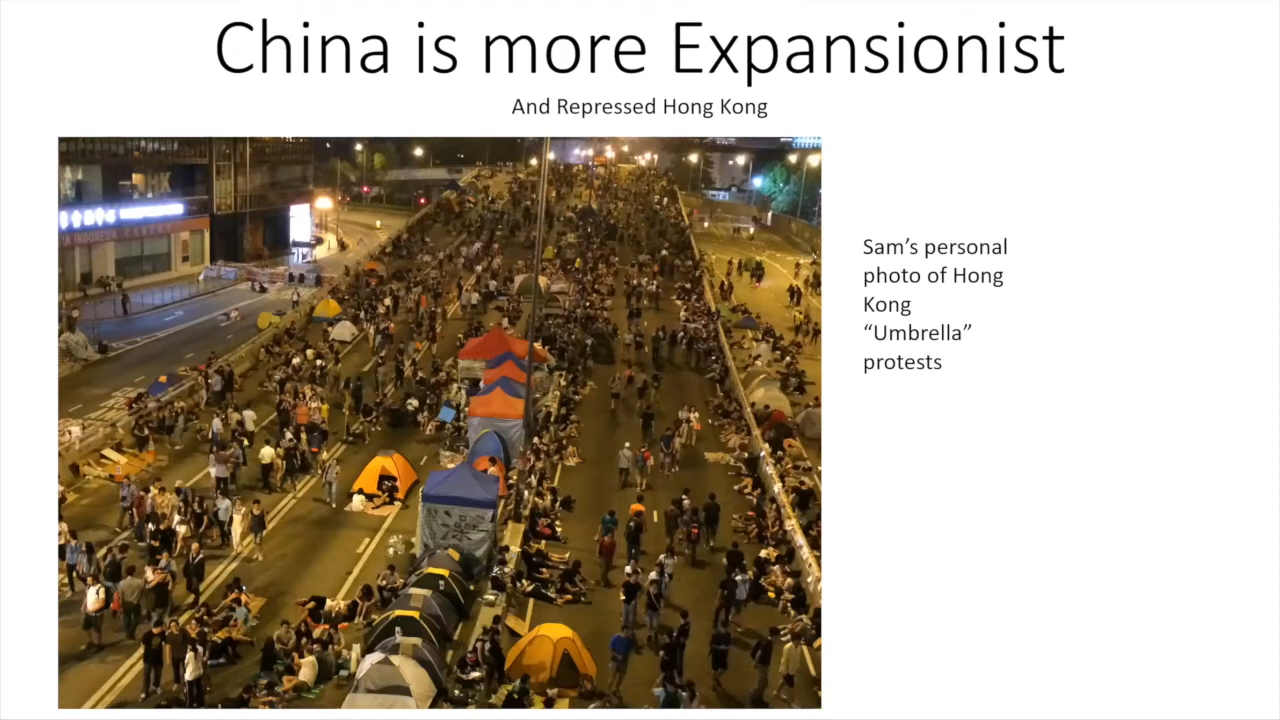 China is more Expansionist
And Repressed Hong Kong
Sam’s personal
photo of Hong
Kong
“Umbrella”
protests